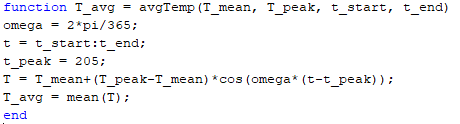 function T_avg = avgTemp(T_mean, T_peak, t_start, t_end)
omega = 2*pi/365;
t = t_start:t_end;
t_peak = 205;
T = T_mean+(T_peak-T_mean)*cos(omega*(t-t_peak));
T_avg = mean(T);
end